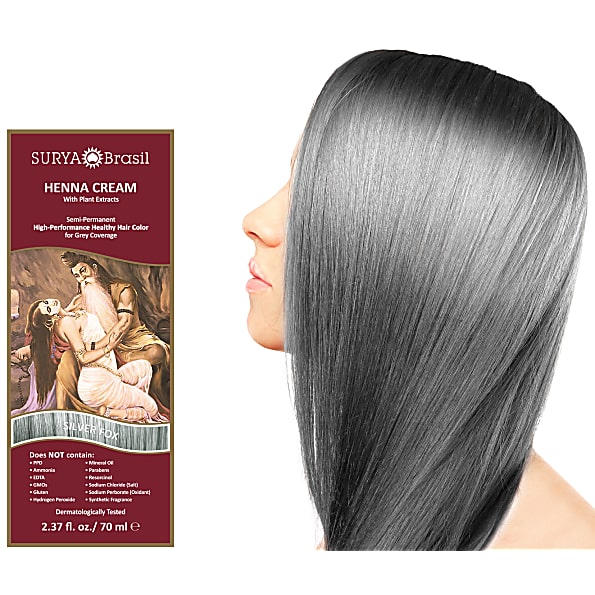 SURYA Brasil
HENNA CREAM
With Plant Extracts
Semi-Permanent
High-Performance Healthy Hair Color
for Grey Coverage
SILVER FOX
Does NOT contain:
• PPD
• Ammonia
• EDTA
• GMOs
• Gluten
• Hydrogen Peroxide
• Mineral Oil
• Parabens
• Resorcinol
• Sodium Chloride (Salt)
• Sodium Perborate (Oxidant)
• Synthetic Fragrance
Dermatologically Tested
2.37 fl. oz./ 70 ml ℮